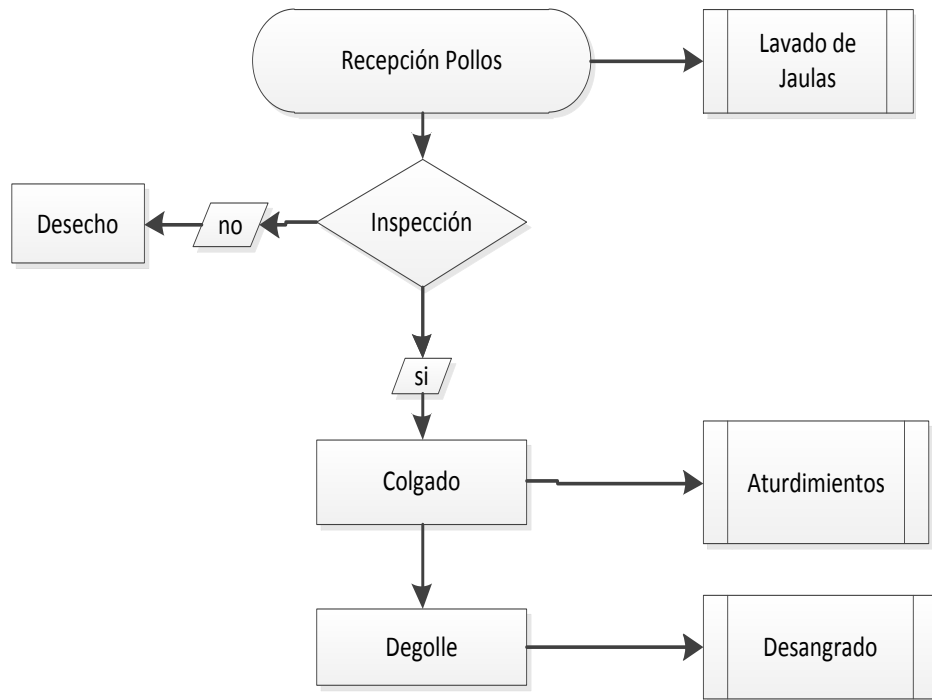 Recepción Pollos
Lavado de
Jaulas
Inspección
no
Desecho
si
Colgado
Aturdimientos
Degolle
Desangrado